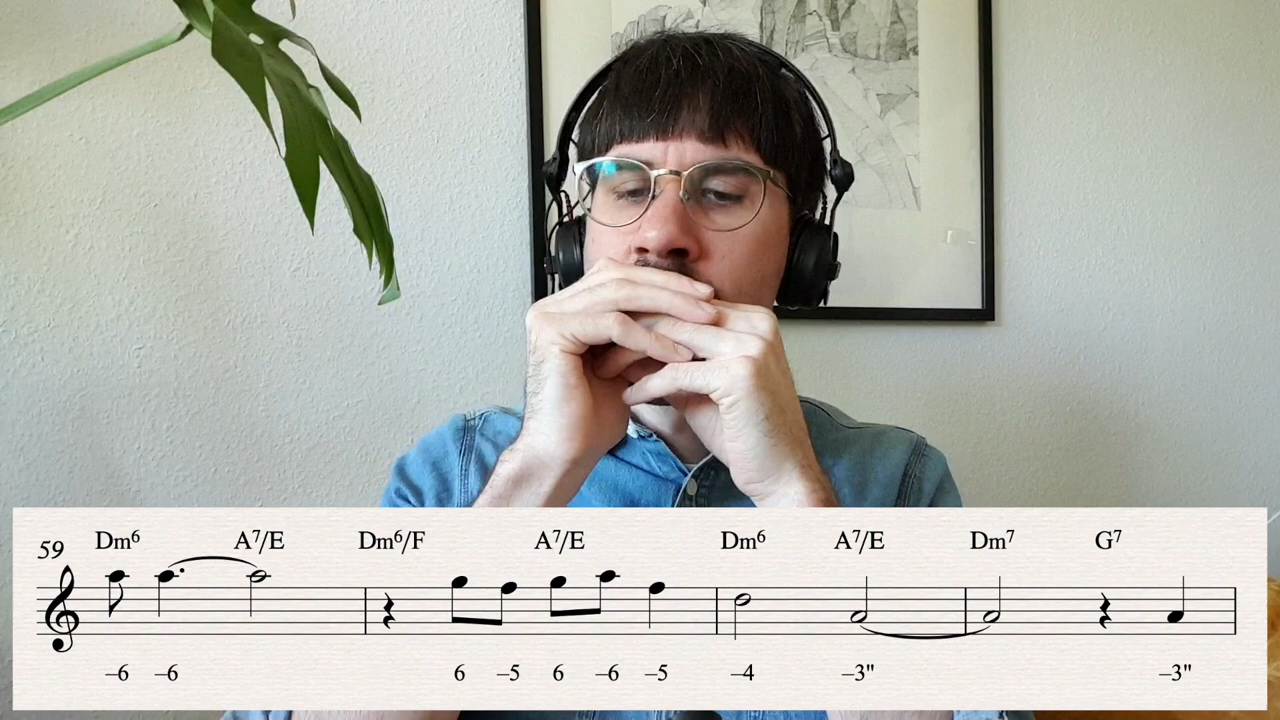 59 Dm6 A7/E Dm6/F A7/E Dm6 A7/E Dm7 G7
–6 –6 6 –5 6 –6 –5 –4 –3" –3"